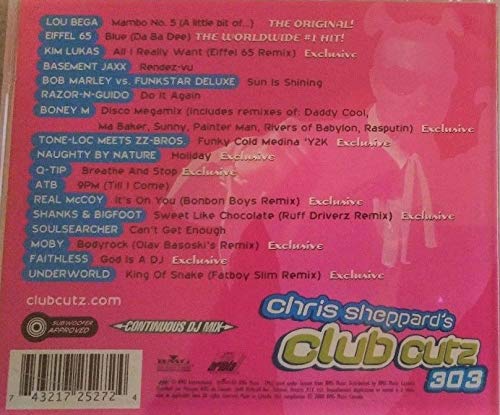 LOU BEGA Mambo No. 5 (A little bit of...) THE ORIGINAL!
EIFFEL 65 Blue (Da Ba Dee) THE WORLDWIDE #1 HIT!
KIM LUKAS All I Really Want (Eiffel 65 Remix) Exclusive
BASEMENT JAXX Rendez-vu
BOB MARLEY vs. FUNKSTAR DELUXE Sun Is Shining
RAZOR-N-GUIDO Do It Again
BONEY M Disco Megamix (includes remixes of: Daddy Cool,
Ma Baker, Sunny, Painter Man, Rivers of Babylon, Rasputin) Exclusive
TONE-LOC MEETS ZZ-BROS. Funky Cold Medina 'Y2K Exclusive
NAUGHTY BY NATURE Holiday Exclusive
Q-TIP Breathe And Stop Exclusive
ATB 9PM (Till I Come)
REAL McCOY It's On You (Bonbon Boys Remix) Exclusive
SHANKS & BIGFOOT Sweet Like Chocolate (Ruff Driverz Remix) Exclusive
SOULSEARCHER Can't Get Enough
MOBY Bodyrock (Olav Basoski's Remix) Exclusive
FAITHLESS God Is A DJ Exclusive
UNDERWORLD King Of Snake (Fatboy Slim Remix) Exclusive
clubcutz.com
chris sheppard's
club cutz
303
SUBWOOFER
APPROVED
CONTINUOUS DJ MIX
BMG
7 43217 25272 4